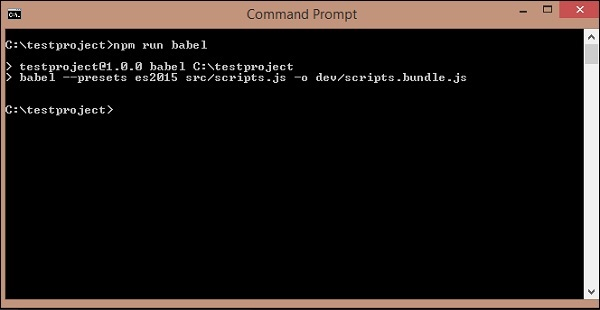 Command Prompt
C:\testproject>npm run babel
> testproject@1.0.0 babel C:\testproject
> babel --presets es2015 src/scripts.js -o dev/scripts.bundle.js
C:\testproject>